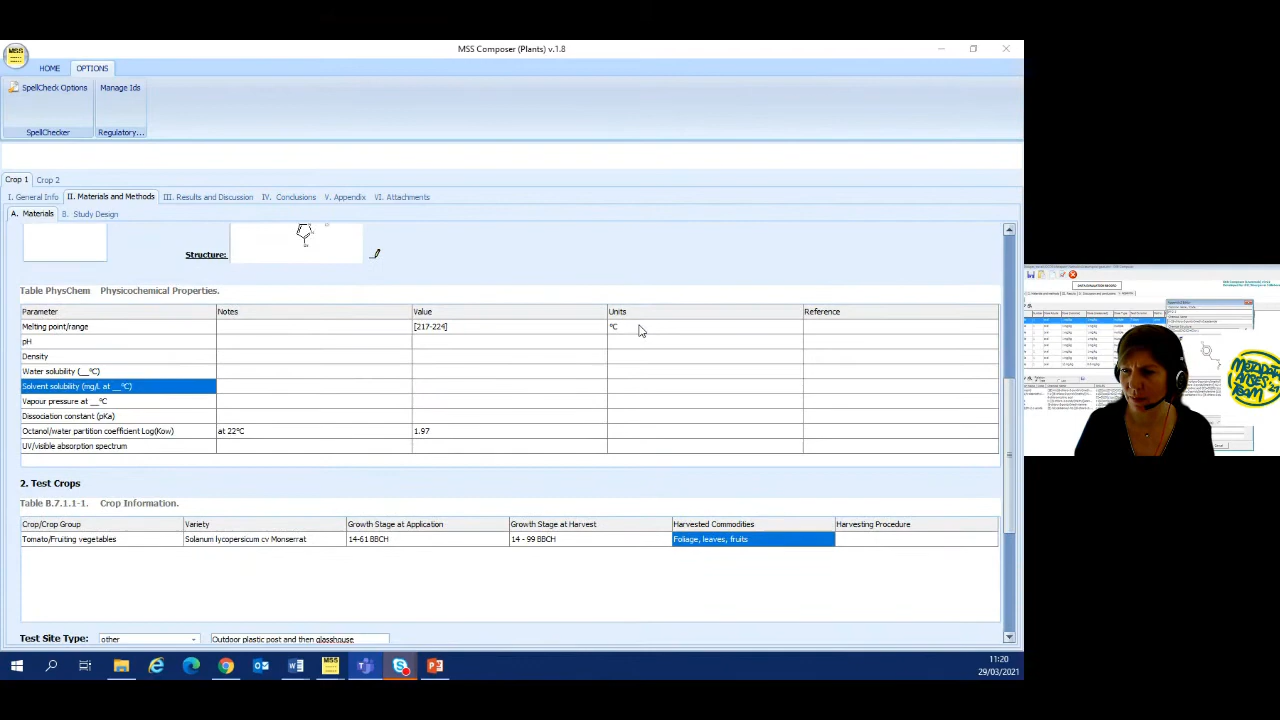 MSS Composer (Plants) v.1.8
MSS
HOME OPTIONS
SpellCheck Options Manage Ids
SpellChecker Regulatory...
Crop 1 Crop 2
I. General Info II. Materials and Methods III. Results and Discussion IV. Conclusions V. Appendix VI. Attachments
A. Materials B. Study Design
Structure:
Table PhysChem Physicochemical Properties.
Parameter Notes Value Units Reference
Melting point/range [217-224] °C
pH
Density
Water solubility (__°C)
Solvent solubility (mg/L at __°C)
Vapour pressure at __°C
Dissociation constant (pKa)
Octanol/water partition coefficient Log(Kow) at 22°C 1.97
UV/visible absorption spectrum
2. Test Crops
Table B.7.1.1-1. Crop Information.
Crop/Crop Group Variety Growth Stage at Application Growth Stage at Harvest Harvested Commodities Harvesting Procedure
Tomato/Fruiting vegetables Solanum lycopersicum cv Monserrat 14-61 BBCH 14 - 99 BBCH Foliage, leaves, fruits
Test Site Type: other Outdoor plastic post and then glasshouse
MSS
11:20
29/03/2021
DATA EVALUATION RECORD
METAPATH
TEAM